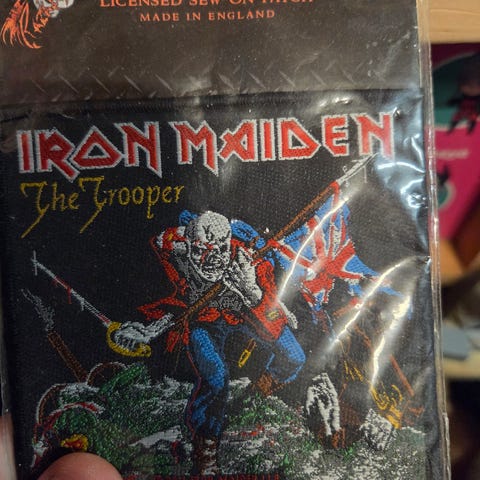 LICENSED SEW ON PATCH
MADE IN ENGLAND
IRON MAIDEN
The Trooper